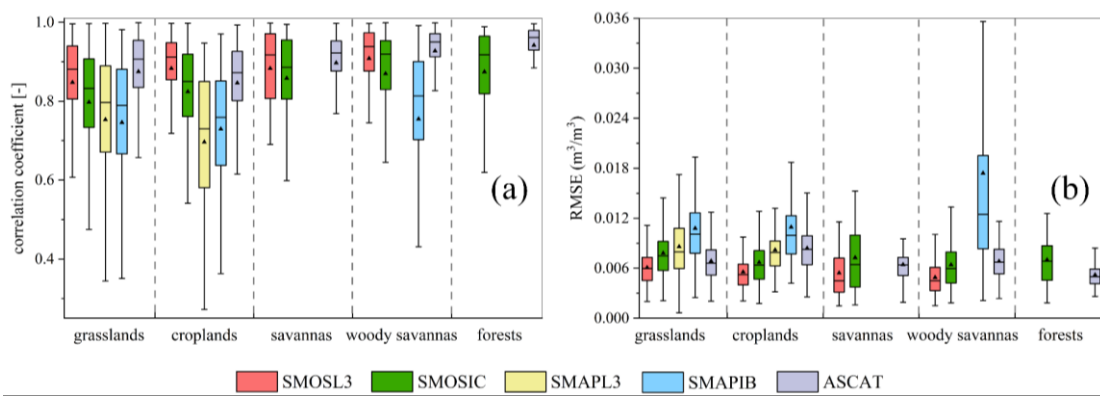 1.0
0.8
0.6
0.4
correlation coefficient [-]
(a)
grasslands croplands savannas woody savannas forests
0.036
0.030
0.024
0.018
0.012
0.006
0.000
RMSE (m³/m³)
(b)
grasslands croplands savannas woody savannas forests
SMOSL3 SMOSIC SMAPL3 SMAPIB ASCAT